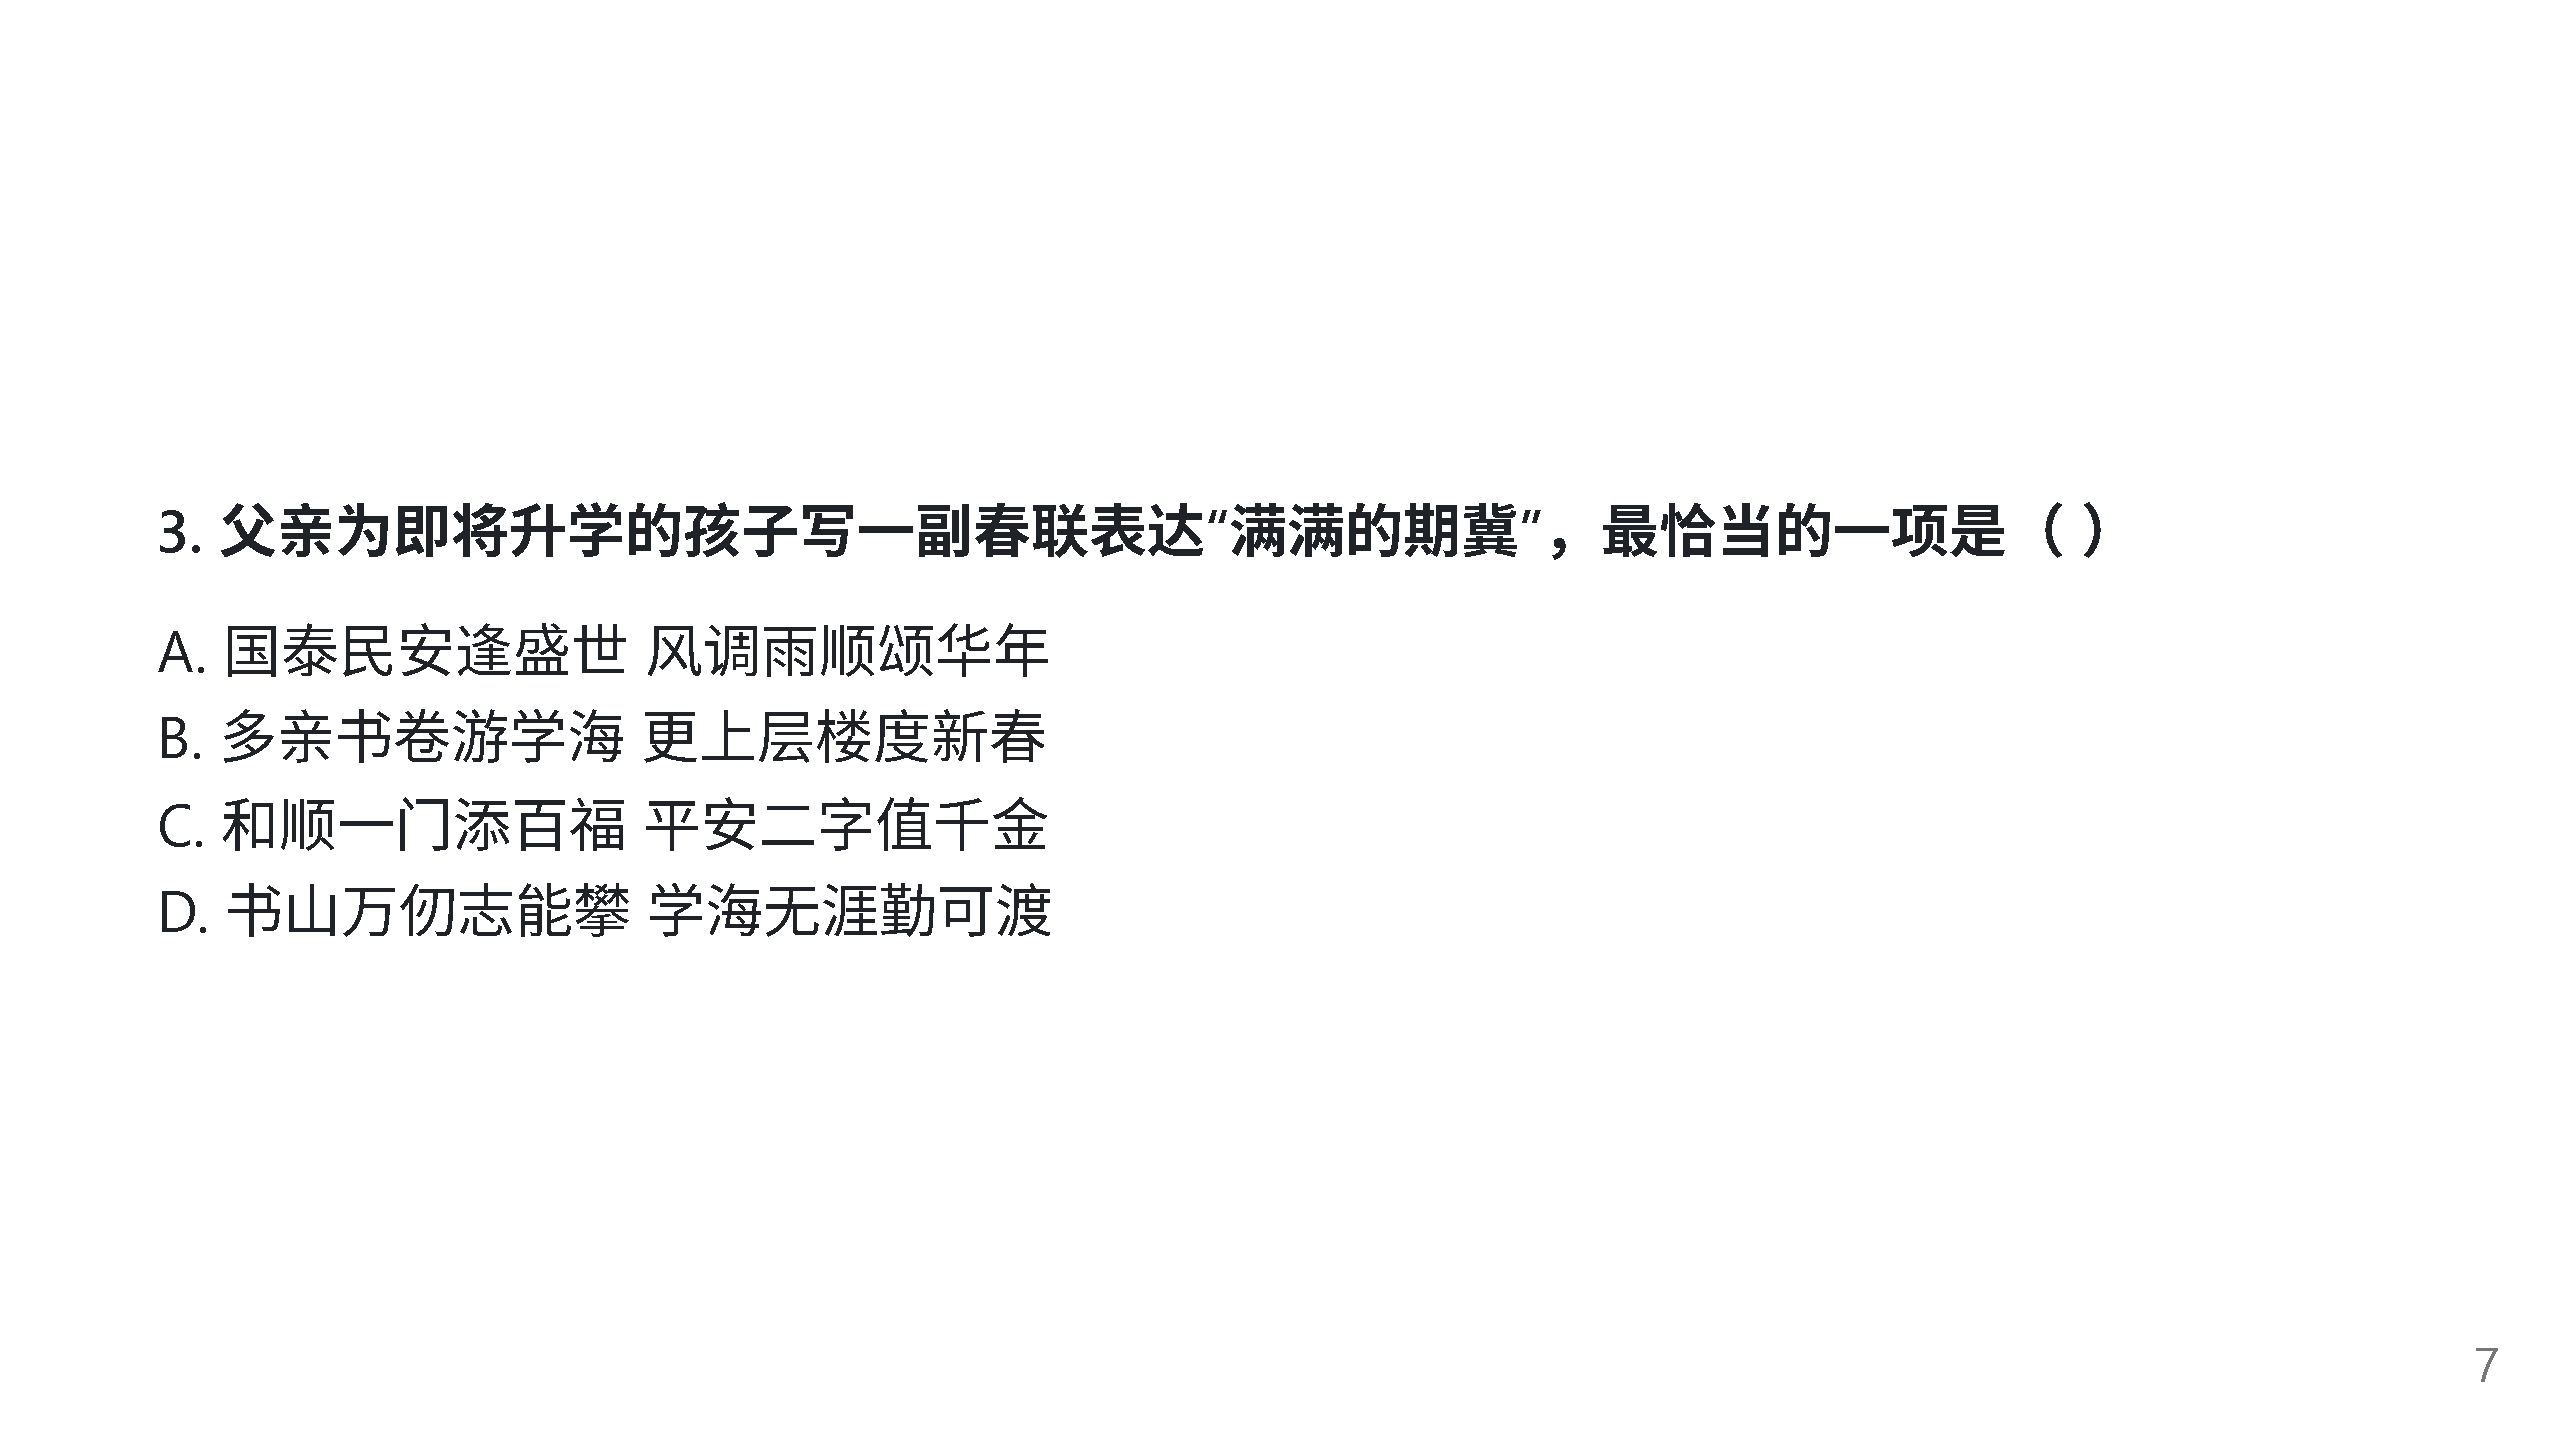 3. 父亲为即将升学的孩子写一副春联表达“满满的期冀”，最恰当的一项是（ ）
A. 国泰民安逢盛世 风调雨顺颂华年
B. 多亲书卷游学海 更上层楼度新春
C. 和顺一门添百福 平安二字值千金
D. 书山万仞志能攀 学海无涯勤可渡
7